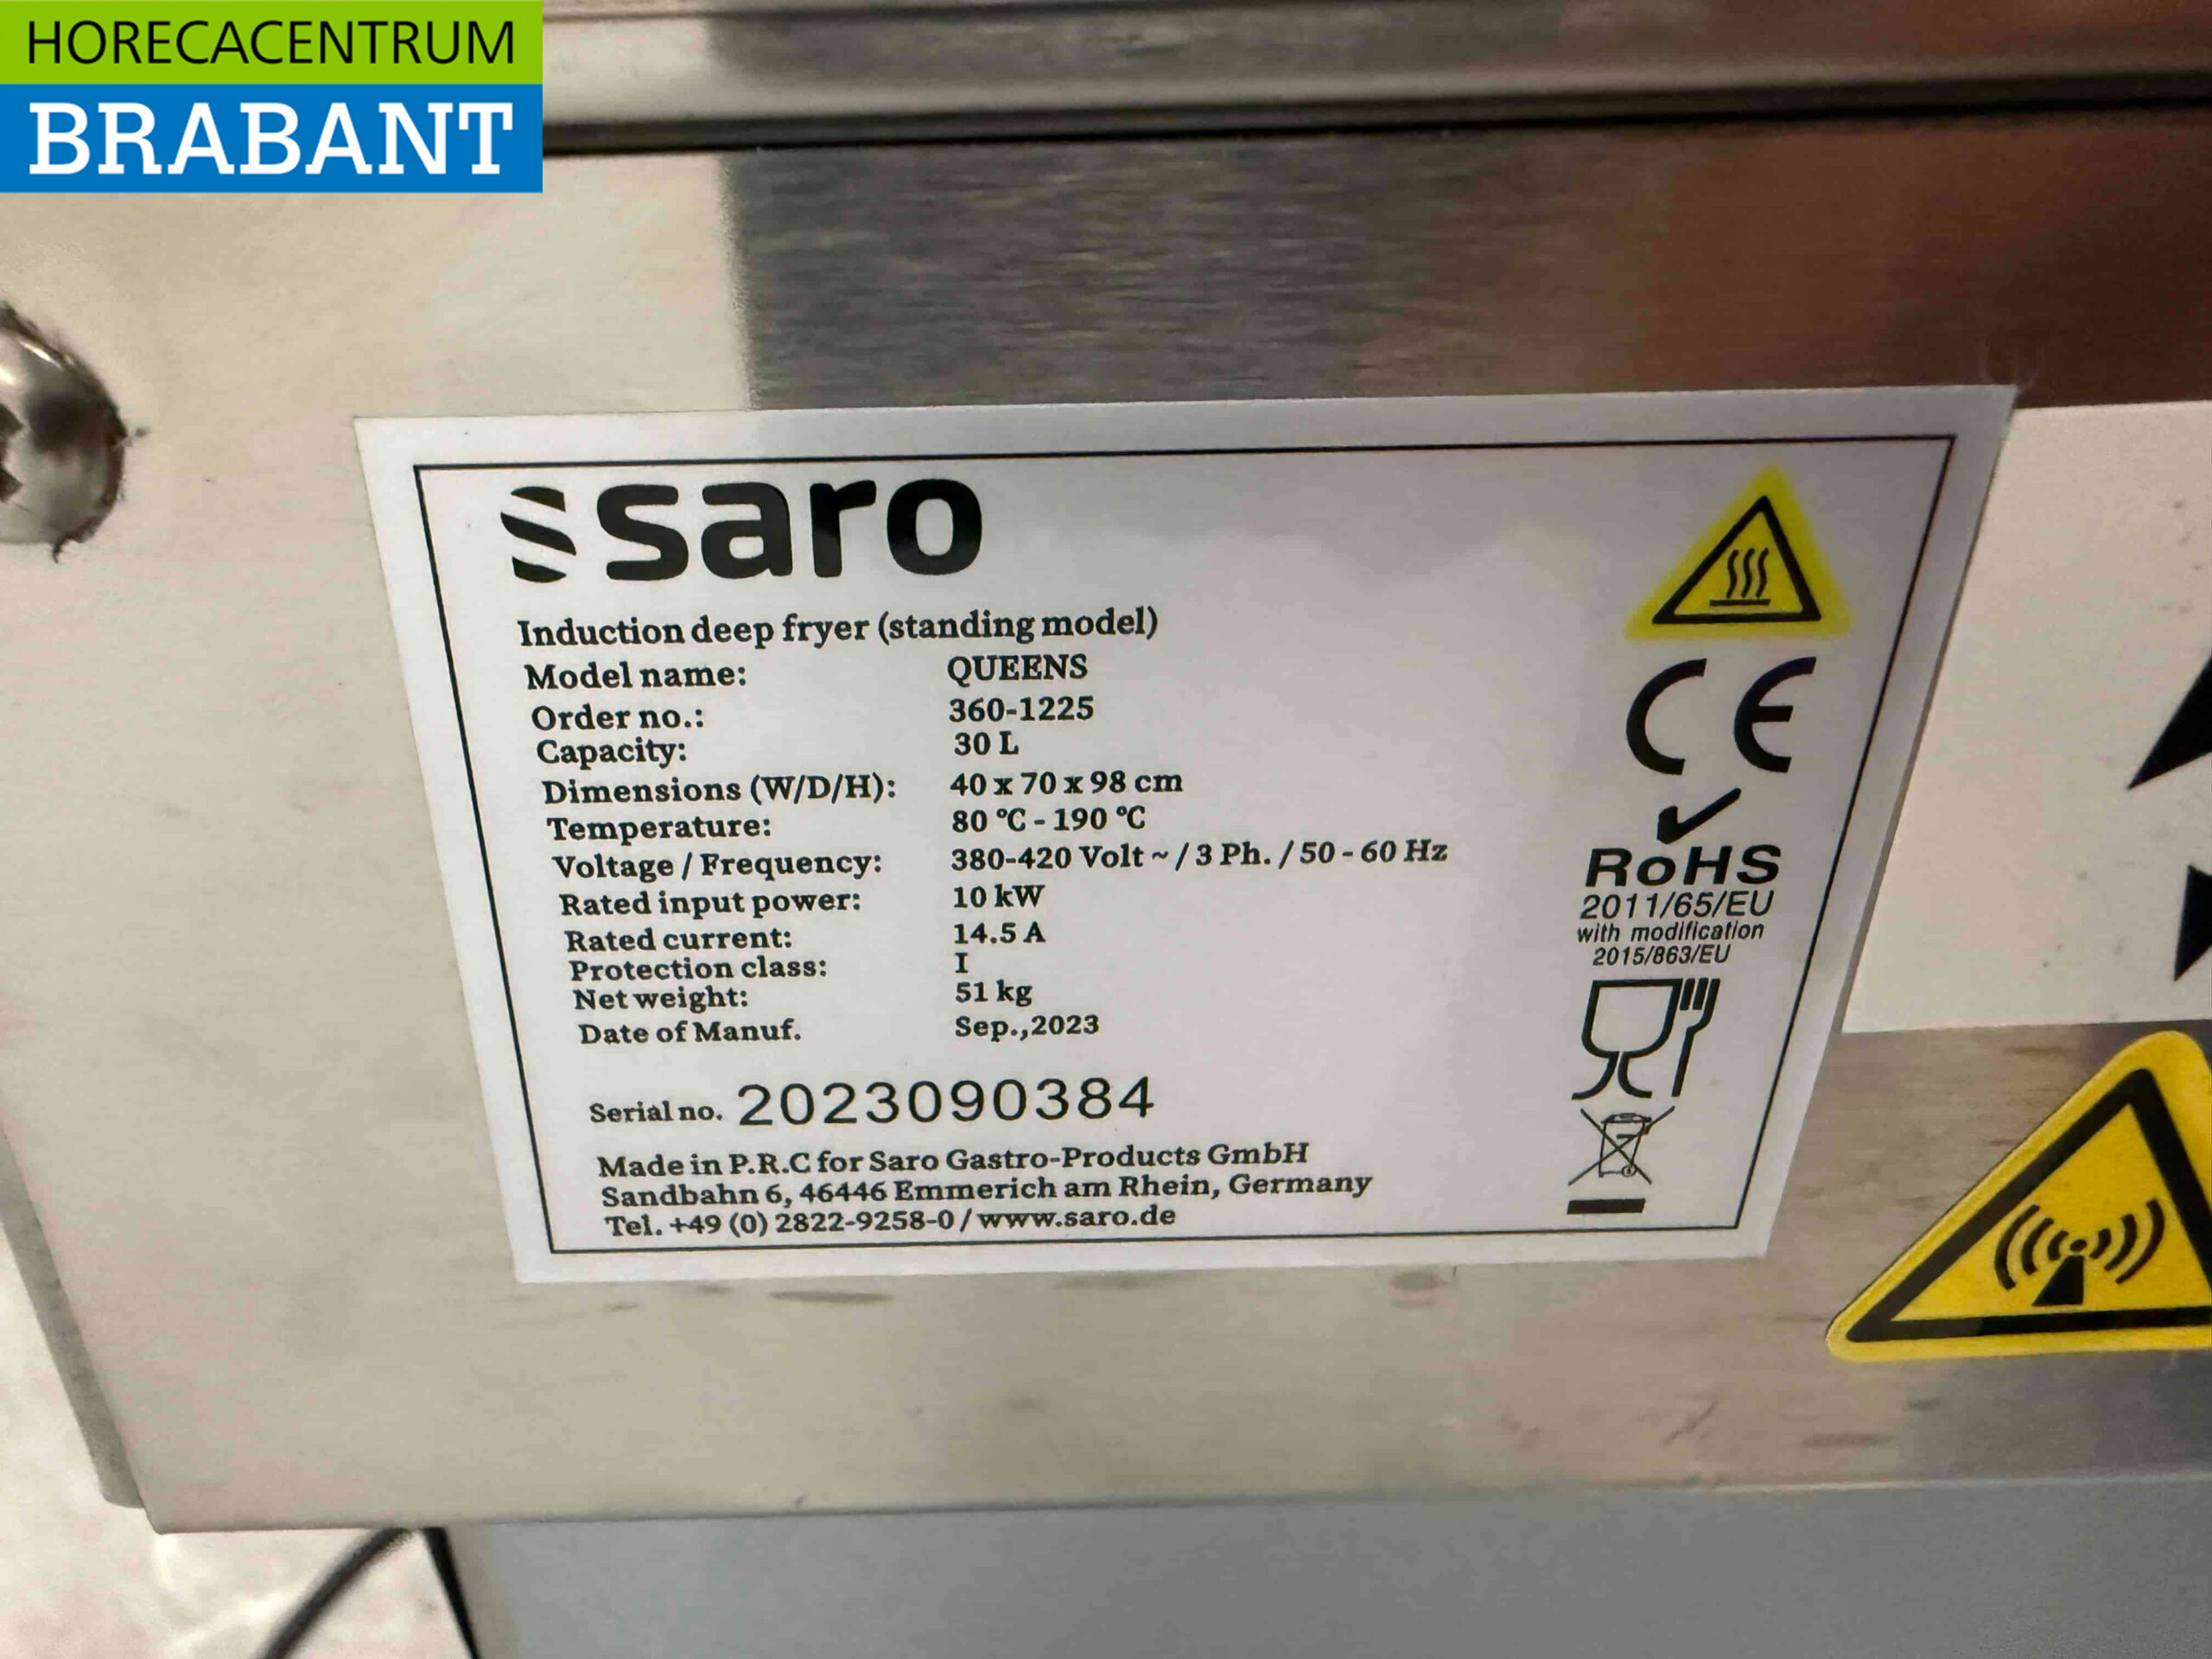 HORECACENTRUM
BRABANT
saro
Induction deep fryer (standing model)
Model name: QUEENS
Order no.: 360-1225
Capacity: 30 L
Dimensions (W/D/H): 40 x 70 x 98 cm
Temperature: 80 °C - 190 °C
Voltage / Frequency: 380-420 Volt ~ / 3 Ph. / 50 - 60 Hz
Rated input power: 10 kW
Rated current: 14.5 A
Protection class: I
Net weight: 51 kg
Date of Manuf. Sep.,2023
Serial no. 2023090384
Made in P.R.C for Saro Gastro-Products GmbH
Sandbahn 6, 46446 Emmerich am Rhein, Germany
Tel. +49 (0) 2822-9258-0 / www.saro.de
CE
RoHS
2011/65/EU
with modification
2015/863/EU